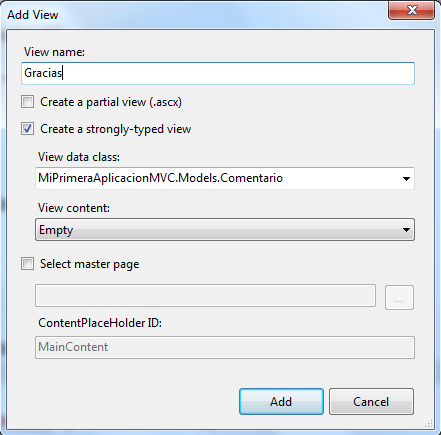 Add View
View name:
Gracias
Create a partial view (.ascx)
Create a strongly-typed view
View data class:
MiPrimeraAplicacionMVC.Models.Comentario
View content:
Empty
Select master page
...
ContentPlaceHolder ID:
MainContent
Add Cancel